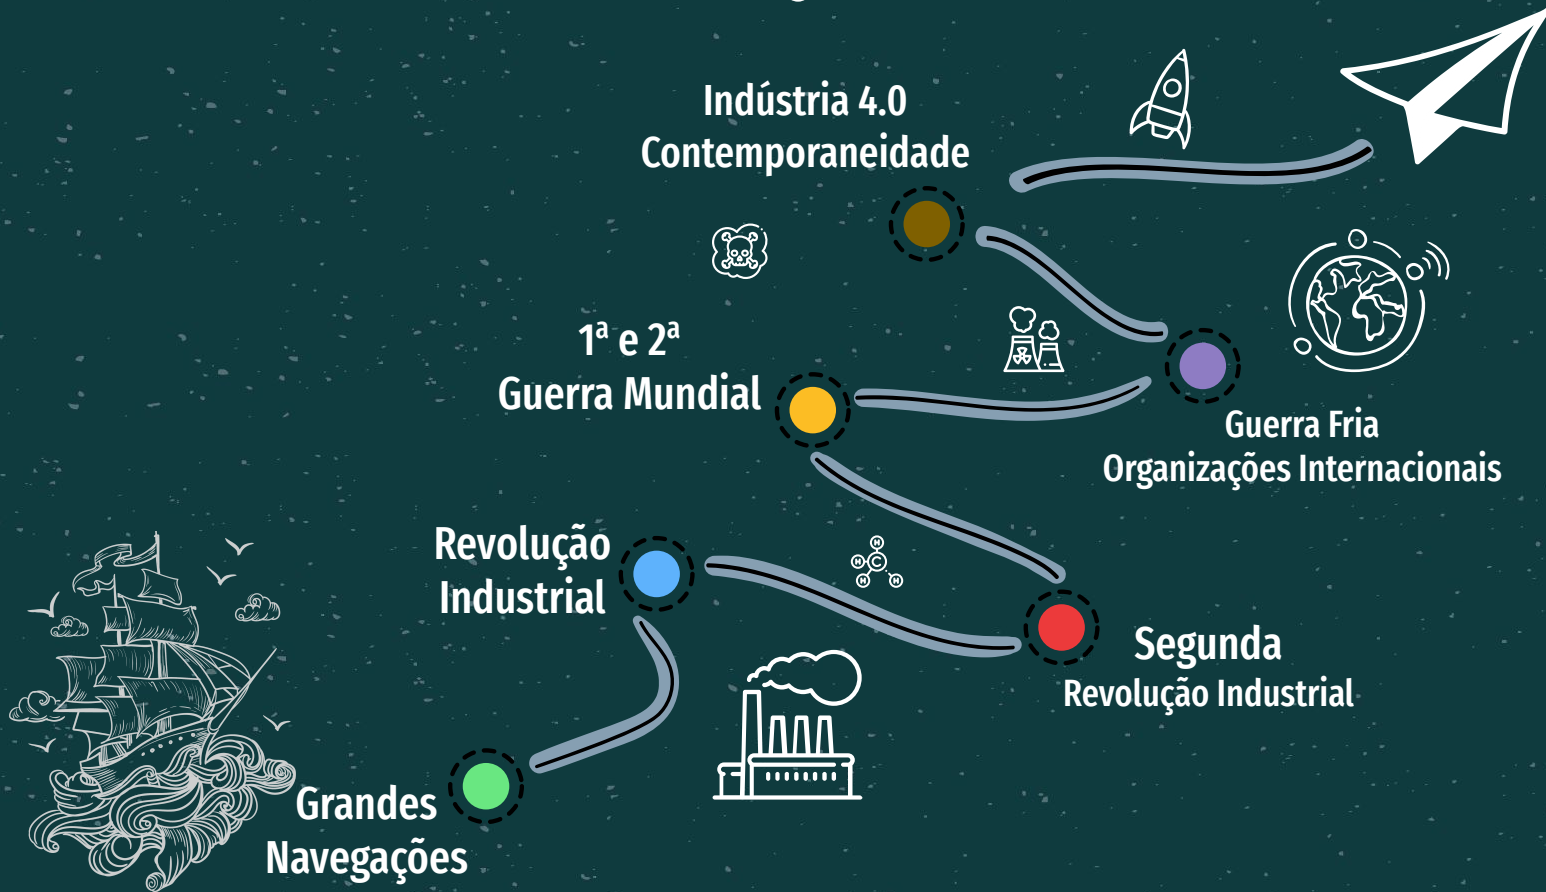 Indústria 4.0
Contemporaneidade
1ª e 2ª
Guerra Mundial
Guerra Fria
Organizações Internacionais
Revolução
Industrial
H
H
C
H
H
Segunda
Revolução Industrial
Grandes
Navegações